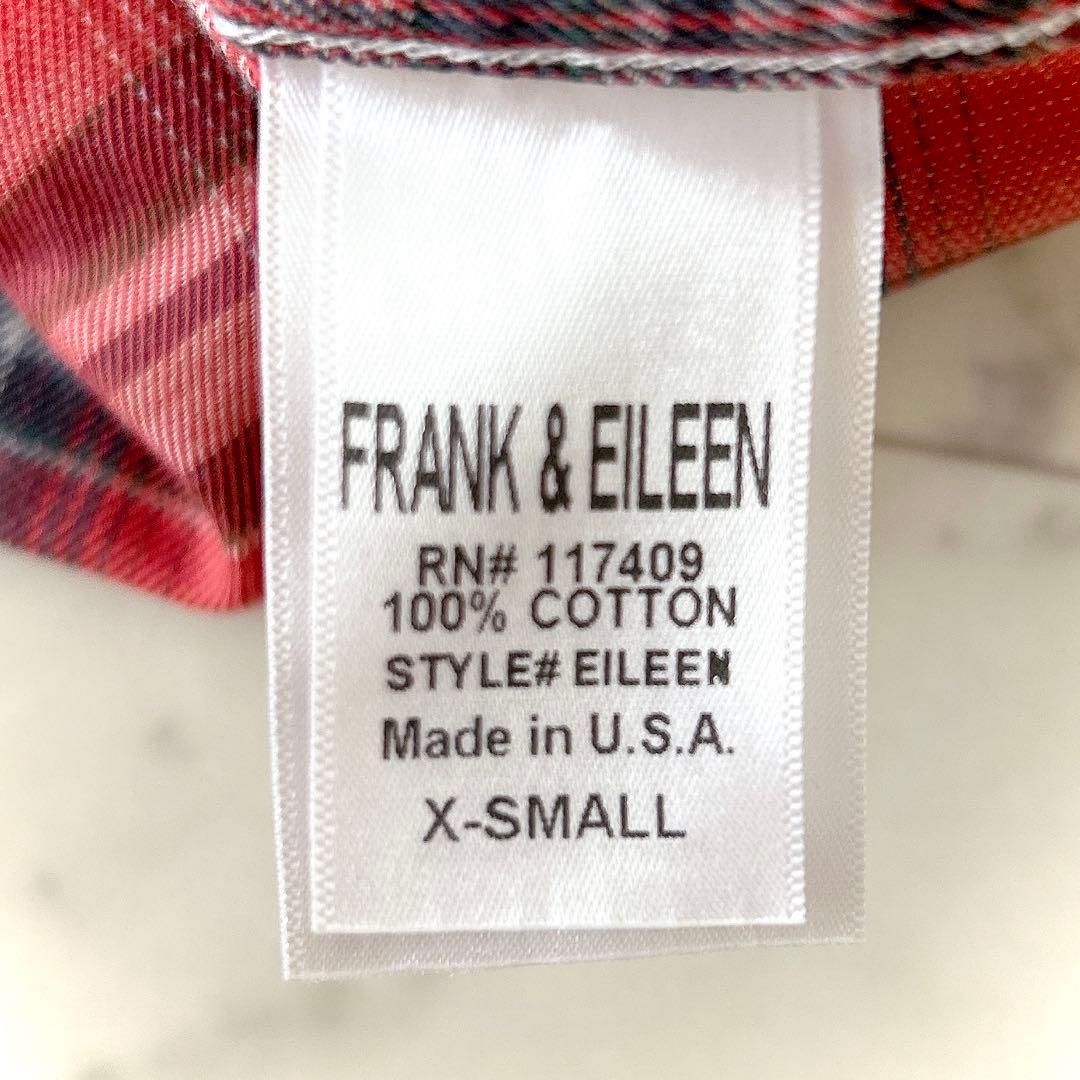 FRANK & EILEEN
RN# 117409
100% COTTON
STYLE# EILEEN
Made in U.S.A.
X-SMALL